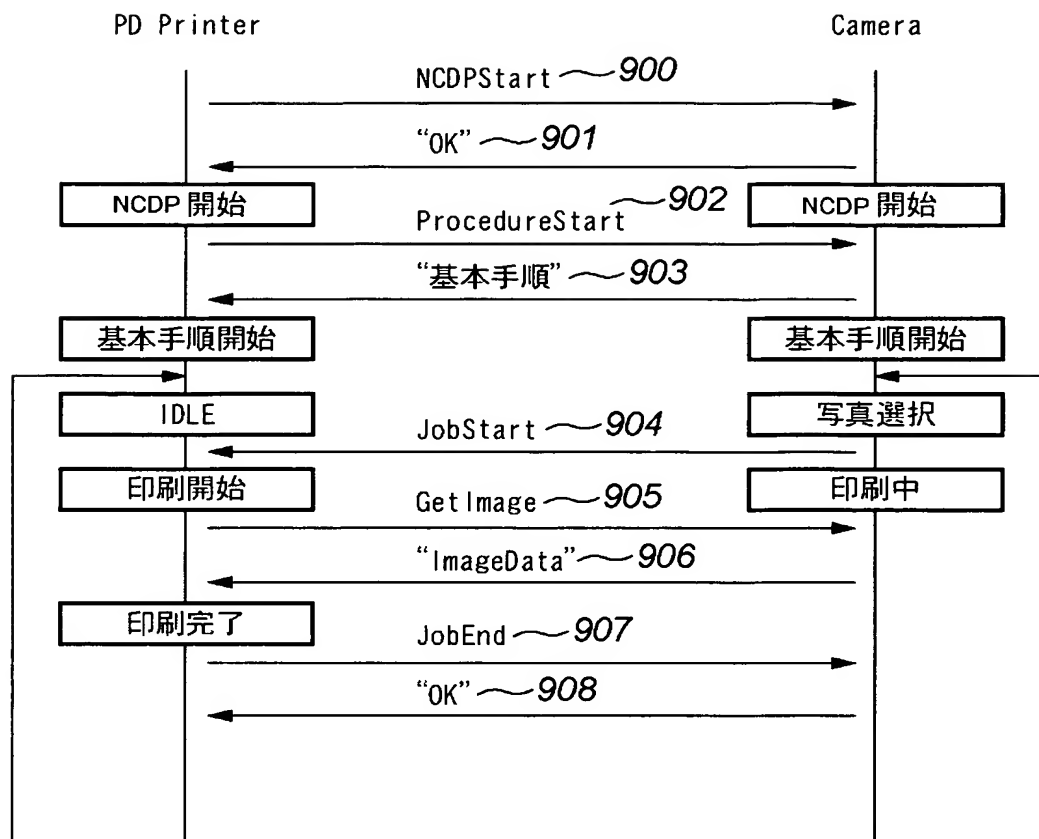 PD Printer
Camera
NCDPStart 900
“OK” 901
NCDP 開始
NCDP 開始
ProcedureStart 902
“基本手順” 903
基本手順開始
基本手順開始
IDLE
写真選択
JobStart 904
印刷開始
印刷中
GetImage 905
“ImageData” 906
印刷完了
JobEnd 907
“OK” 908